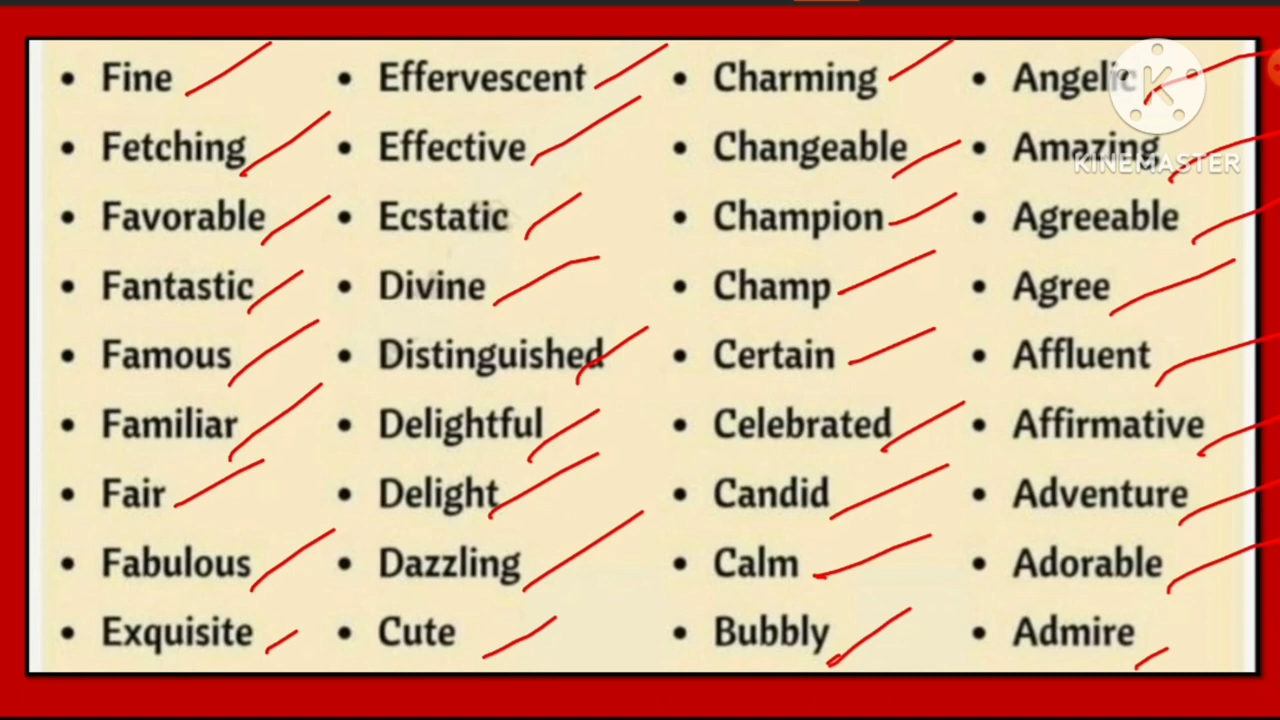 Fine
Fetching
Favorable
Fantastic
Famous
Familiar
Fair
Fabulous
Exquisite
Effervescent
Effective
Ecstatic
Divine
Distinguished
Delightful
Delight
Dazzling
Cute
Charming
Changeable
Champion
Champ
Certain
Celebrated
Candid
Calm
Bubbly
Angelic
Amazing
Agreeable
Agree
Affluent
Affirmative
Adventure
Adorable
Admire
K
KINEMASTER